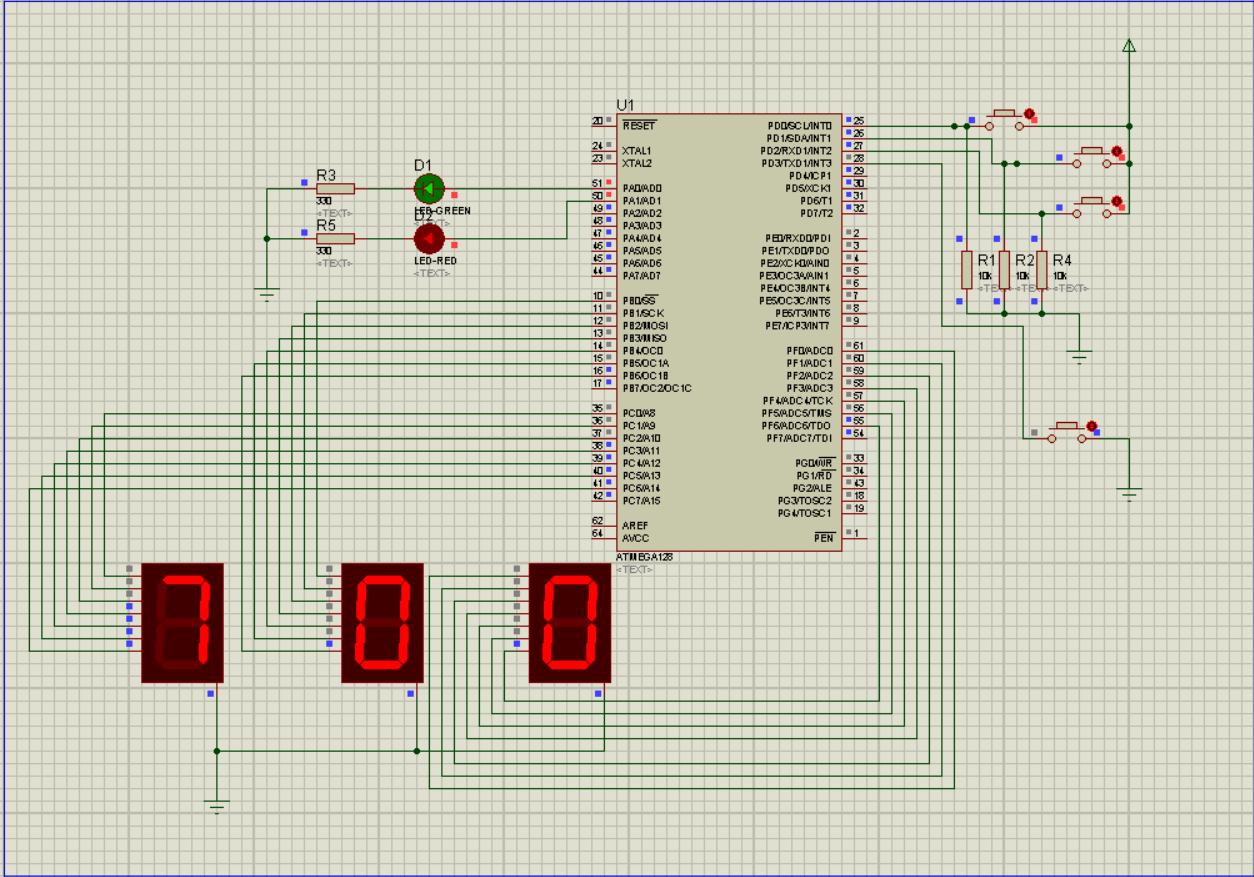 U1
20 RESET
24 XTAL1
23 XTAL2
51 PA0/AD0
50 PA1/AD1
49 PA2/AD2
48 PA3/AD3
47 PA4/AD4
46 PA5/AD5
45 PA6/AD6
44 PA7/AD7
10 PB0/SS
11 PB1/SCK
12 PB2/MOSI
13 PB3/MISO
14 PB4/OC0
15 PB5/OC1A
16 PB6/OC1B
17 PB7/OC2/OC1C
35 PC0/A8
36 PC1/A9
37 PC2/A10
38 PC3/A11
39 PC4/A12
40 PC5/A13
41 PC6/A14
42 PC7/A15
62 AREF
64 AVCC
PD0/SCL/INT0 25
PD1/SDA/INT1 26
PD2/RXD1/INT2 27
PD3/TXD1/INT3 28
PD4/ICP1 29
PD5/XCK1 30
PD6/T1 31
PD7/T2 32
PE0/RXD0/PDI 2
PE1/TXD0/PDO 3
PE2/XCK0/AIN0 4
PE3/OC3A/AIN1 5
PE4/OC3B/INT4 6
PE5/OC3C/INT5 7
PE6/T3/INT6 8
PE7/ICP3/INT7 9
PF0/ADC0 61
PF1/ADC1 60
PF2/ADC2 59
PF3/ADC3 58
PF4/ADC4/TCK 57
PF5/ADC5/TMS 56
PF6/ADC6/TDO 55
PF7/ADC7/TDI 54
PG0/WR 33
PG1/RD 34
PG2/ALE 43
PG3/TOSC2 18
PG4/TOSC1 19
PEN 1
ATMEGA128
<TEXT>
D1
LED-GREEN
<TEXT>
D2
LED-RED
<TEXT>
R3
330
<TEXT>
R5
330
<TEXT>
R1
10k
<TE
R2
10k
<TE
R4
10k
<TEXT>
7 0 0